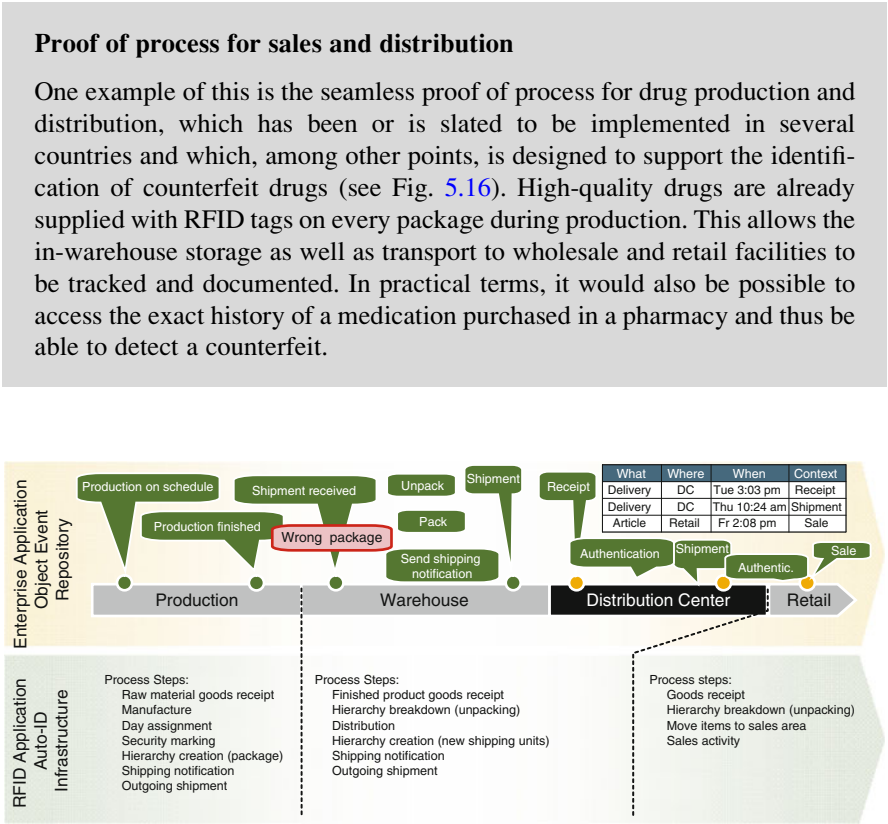 Proof of process for sales and distribution
One example of this is the seamless proof of process for drug production and
distribution, which has been or is slated to be implemented in several
countries and which, among other points, is designed to support the identifi-
cation of counterfeit drugs (see Fig. 5.16). High-quality drugs are already
supplied with RFID tags on every package during production. This allows the
in-warehouse storage as well as transport to wholesale and retail facilities to
be tracked and documented. In practical terms, it would also be possible to
access the exact history of a medication purchased in a pharmacy and thus be
able to detect a counterfeit.
Enterprise Application
Object Event
Repository
Production on schedule
Production finished
Shipment received
Wrong package
Unpack
Pack
Send shipping
notification
Shipment
Receipt
What Where When Context
Delivery DC Tue 3:03 pm Receipt
Delivery DC Thu 10:24 am Shipment
Article Retail Fr 2:08 pm Sale
Authentication
Shipment
Authentic.
Sale
Production
Warehouse
Distribution Center
Retail
RFID Application
Auto-ID
Infrastructure
Process Steps:
Raw material goods receipt
Manufacture
Day assignment
Security marking
Hierarchy creation (package)
Shipping notification
Outgoing shipment
Process Steps:
Finished product goods receipt
Hierarchy breakdown (unpacking)
Distribution
Hierarchy creation (new shipping units)
Shipping notification
Outgoing shipment
Process steps:
Goods receipt
Hierarchy breakdown (unpacking)
Move items to sales area
Sales activity